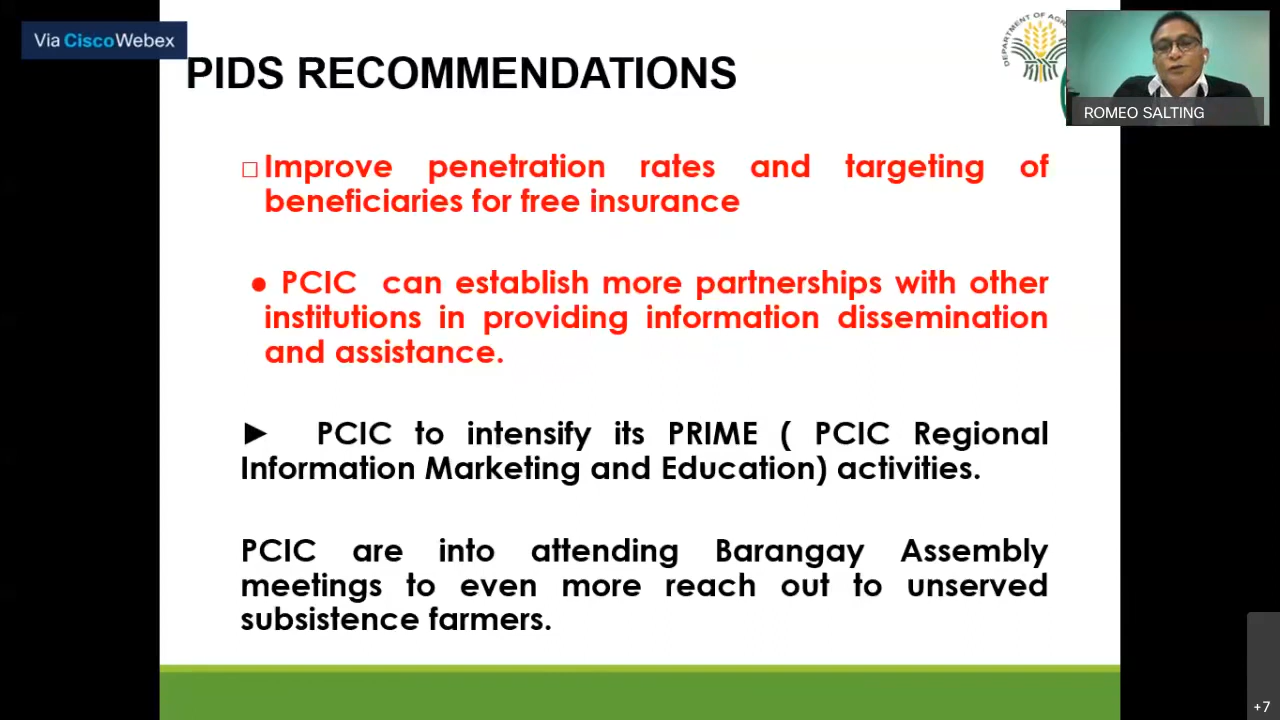 Via CiscoWebex
PIDS RECOMMENDATIONS
DEPARTMENT OF
ROMEO SALTING
□ Improve penetration rates and targeting of
beneficiaries for free insurance
● PCIC can establish more partnerships with other
institutions in providing information dissemination
and assistance.
► PCIC to intensify its PRIME ( PCIC Regional
Information Marketing and Education) activities.
PCIC are into attending Barangay Assembly
meetings to even more reach out to unserved
subsistence farmers.
+7